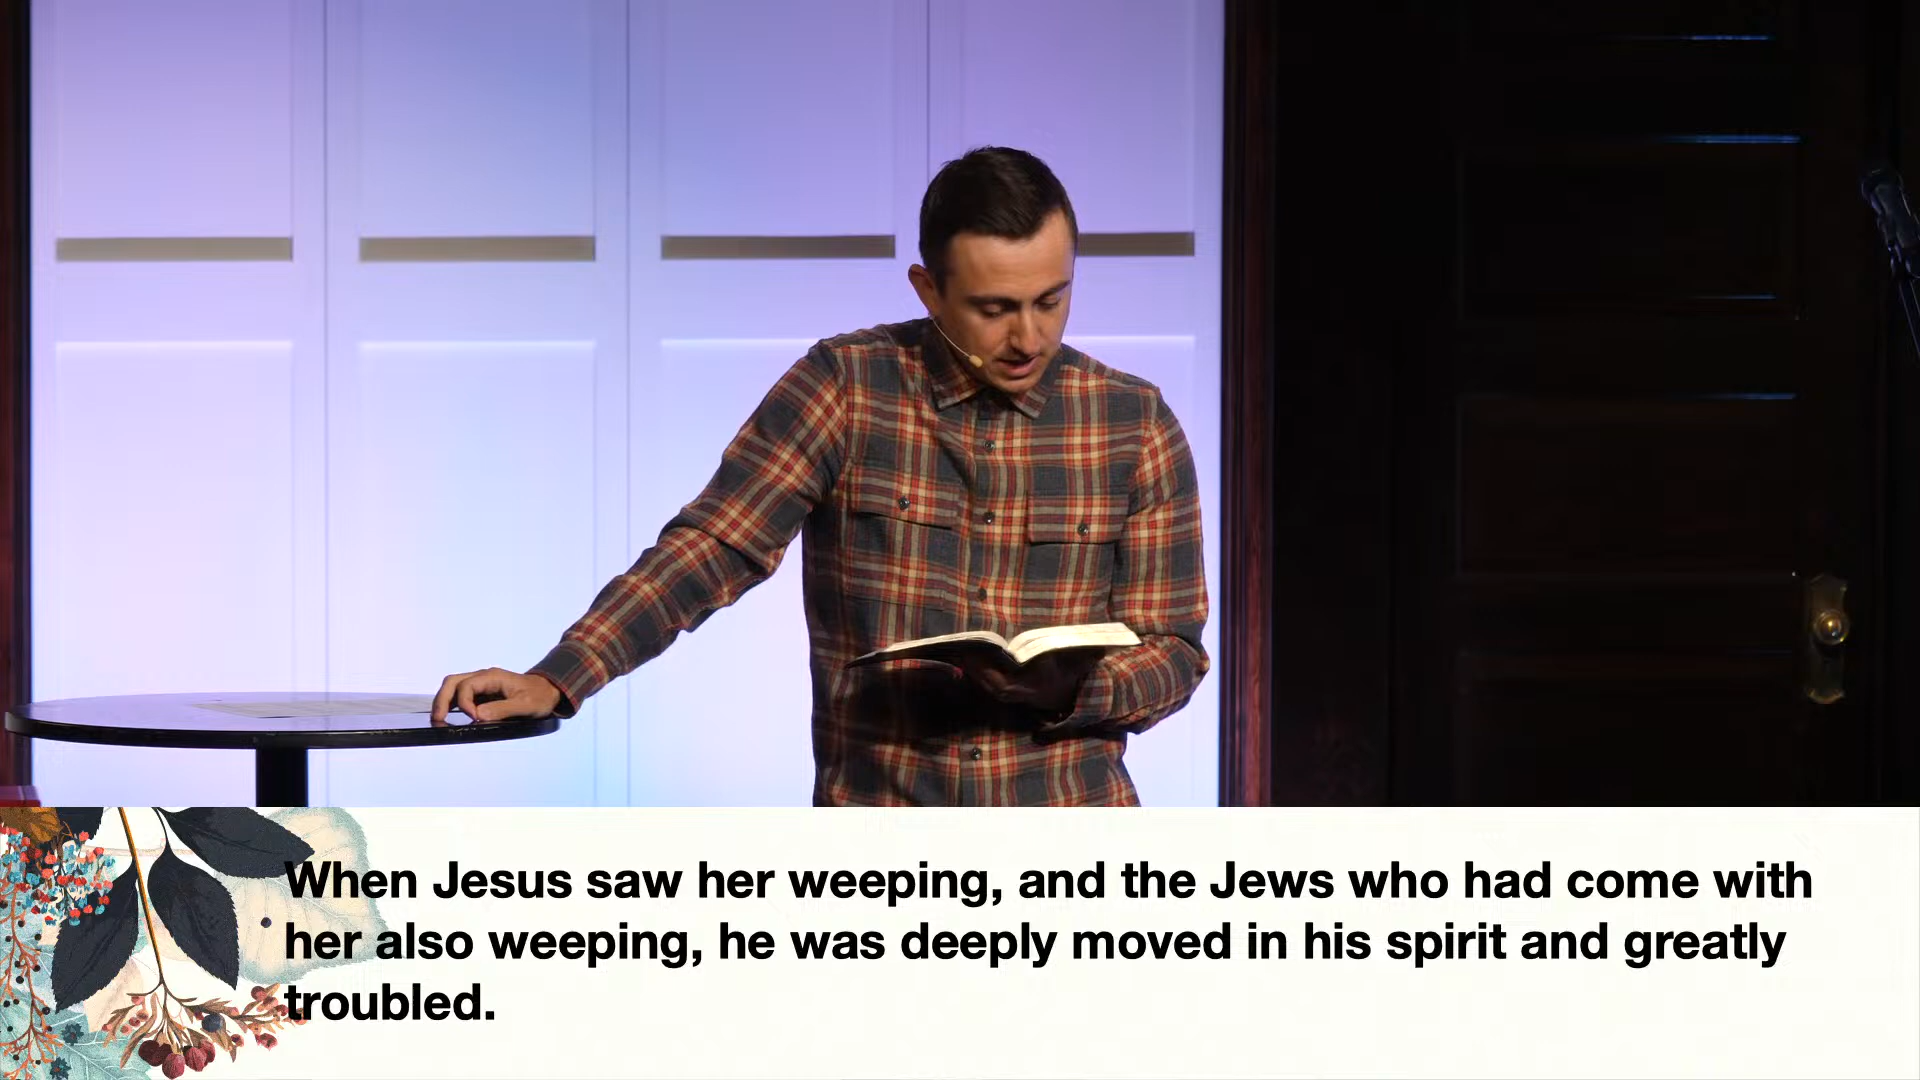 When Jesus saw her weeping, and the Jews who had come with
her also weeping, he was deeply moved in his spirit and greatly
troubled.